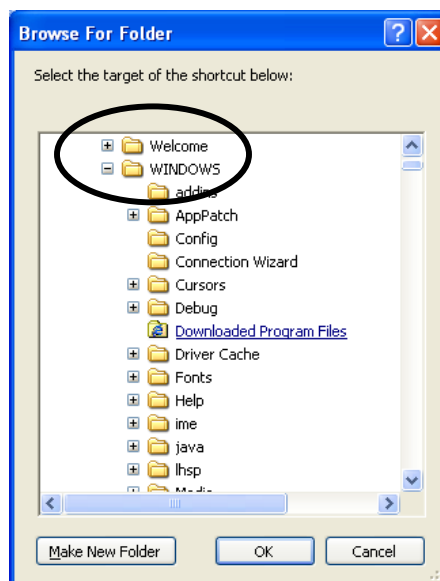 Browse For Folder
Select the target of the shortcut below:
Welcome
WINDOWS
addins
AppPatch
Config
Connection Wizard
Cursors
Debug
Downloaded Program Files
Driver Cache
Fonts
Help
ime
java
lhsp
Media
Make New Folder
OK
Cancel